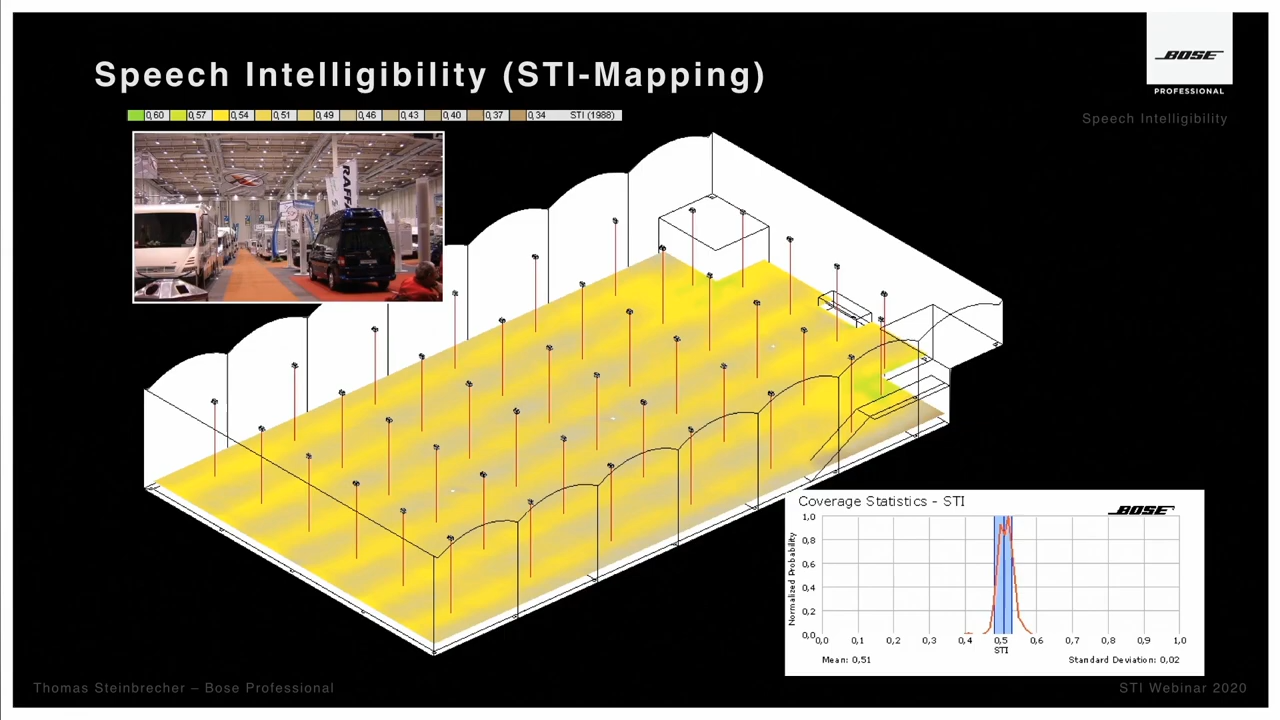 Speech Intelligibility (STI-Mapping)
BOSE
PROFESSIONAL
Speech Intelligibility
0,60 0,57 0,54 0,51 0,49 0,46 0,43 0,40 0,37 0,34 STI (1988)
Coverage Statistics - STI
BOSE
Normalized Probability
1,0
0,8
0,6
0,4
0,2
0,0
0,0 0,1 0,2 0,3 0,4 0,5 0,6 0,7 0,8 0,9 1,0
STI
Mean: 0,51
Standard Deviation: 0,02
Thomas Steinbrecher – Bose Professional
STI Webinar 2020